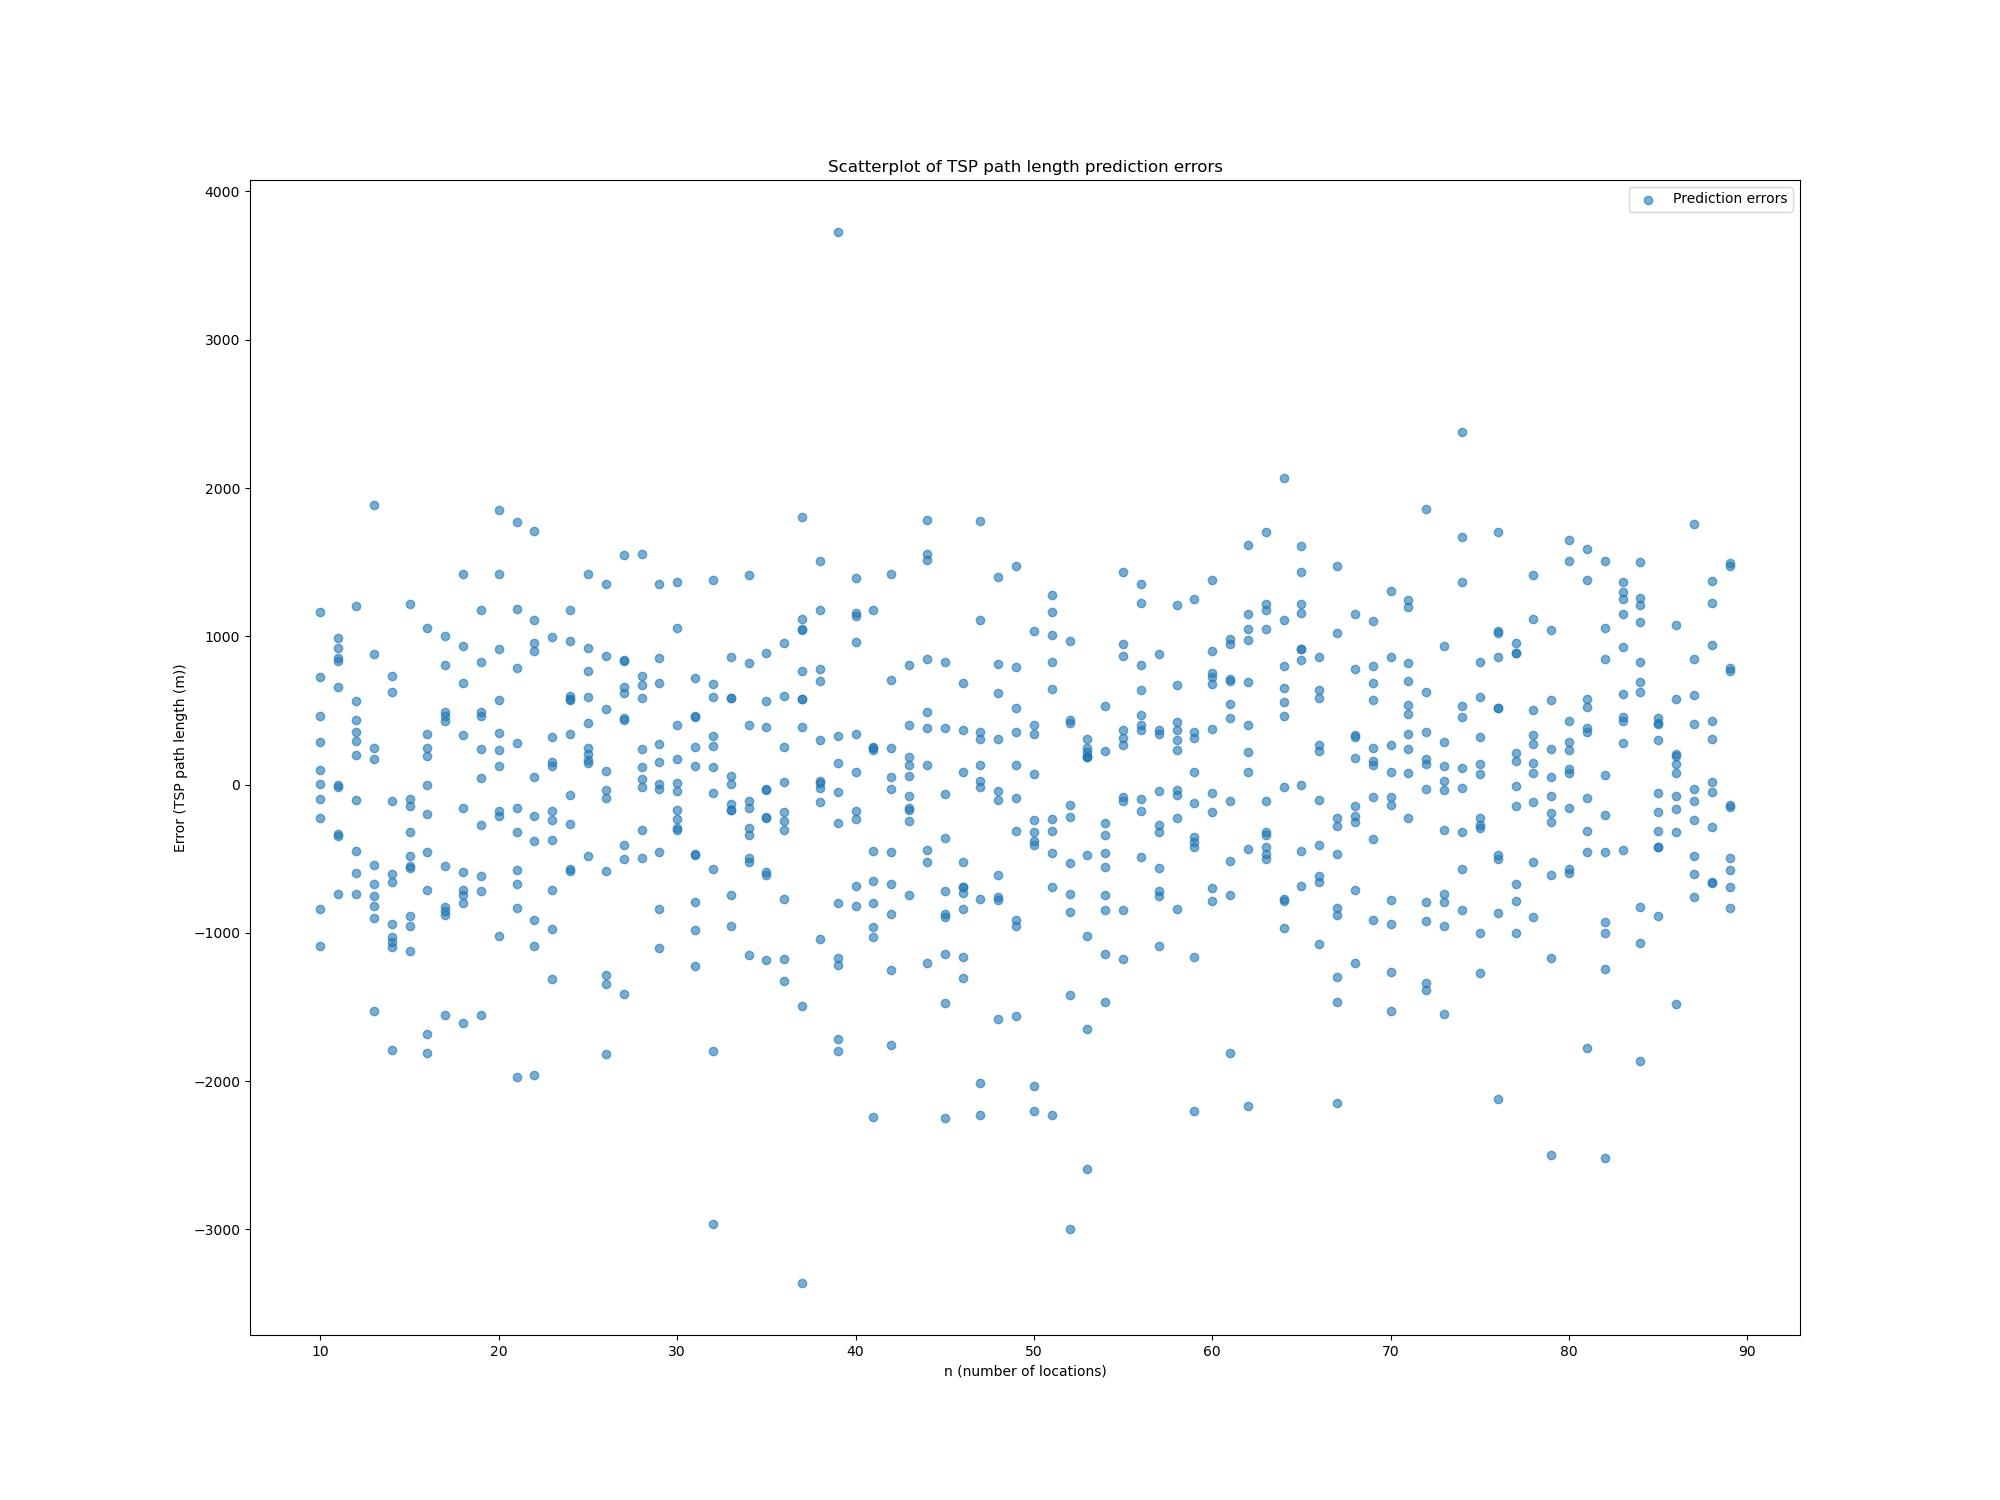 Scatterplot of TSP path length prediction errors
Prediction errors
Error (TSP path length (m))
4000
3000
2000
1000
0
−1000
−2000
−3000
10 20 30 40 50 60 70 80 90
n (number of locations)